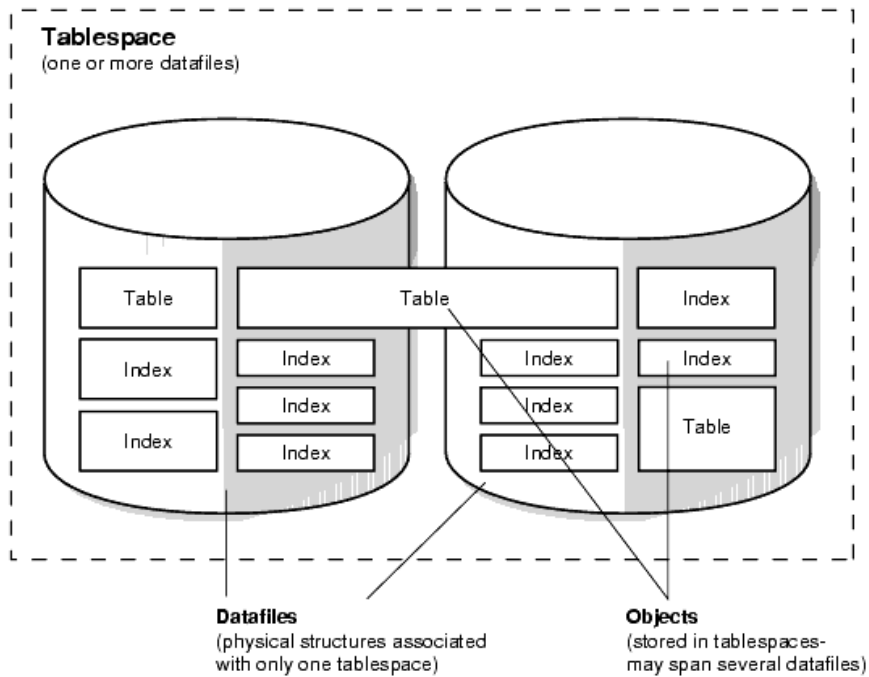 Tablespace
(one or more datafiles)
Table
Table
Index
Index
Index
Index
Index
Index
Index
Index
Index
Index
Index
Table
Datafiles
(physical structures associated
with only one tablespace)
Objects
(stored in tablespaces-
may span several datafiles)